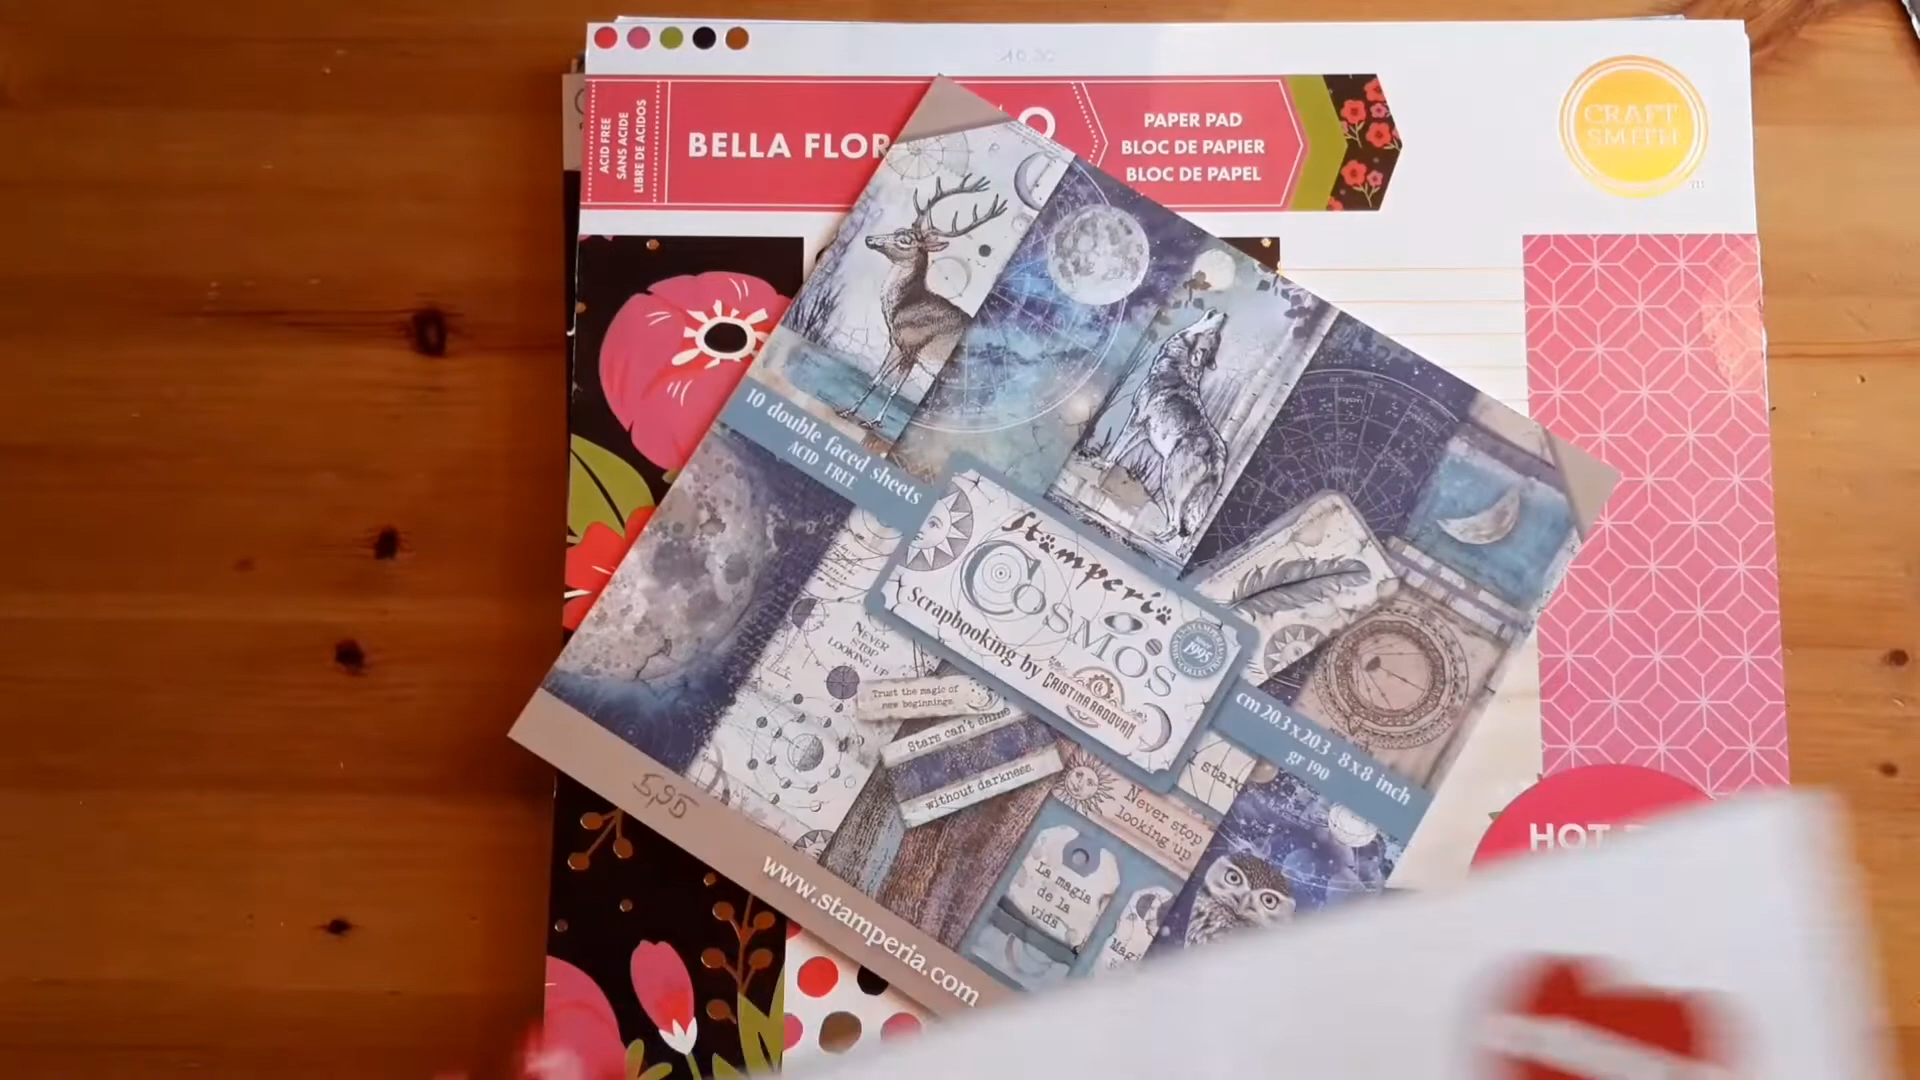 ACID FREE
SANS ACIDE
LIBRE DE ACIDOS
BELLA FLOR
PAPER PAD
BLOC DE PAPIER
BLOC DE PAPEL
CRAFT
SMITH
10 double faced sheets
ACID FREE
Stamperia
COSMOS
Scrapbooking by
CRISTINA RADOVAN
1995
cm 20.3 x 20.3 - 8 x 8 inch
gr 190
NEVER
STOP
LOOKING UP
Trust the magic of
new beginnings.
Stars can't shine
without darkness.
Never stop
looking up
La magia
de la
vida
5,95
www.stamperia.com
HOT